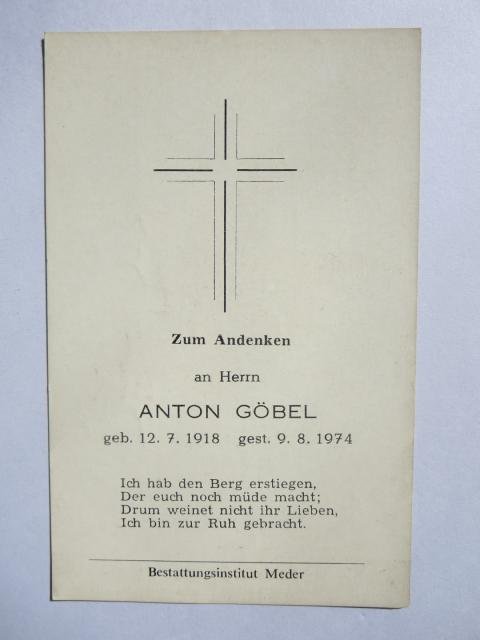 Zum Andenken
an Herrn
ANTON GÖBEL
geb. 12. 7. 1918 gest. 9. 8. 1974
Ich hab den Berg erstiegen,
Der euch noch müde macht;
Drum weinet nicht ihr Lieben,
Ich bin zur Ruh gebracht.
Bestattungsinstitut Meder